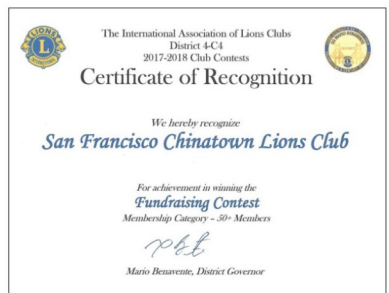 The International Association of Lions Clubs
District 4-C4
2017-2018 Club Contests
Certificate of Recognition
We hereby recognize
San Francisco Chinatown Lions Club
For achievement in winning the
Fundraising Contest
Membership Category – 50+ Members
Mario Benavente, District Governor
LIONS
L
INTERNATIONAL